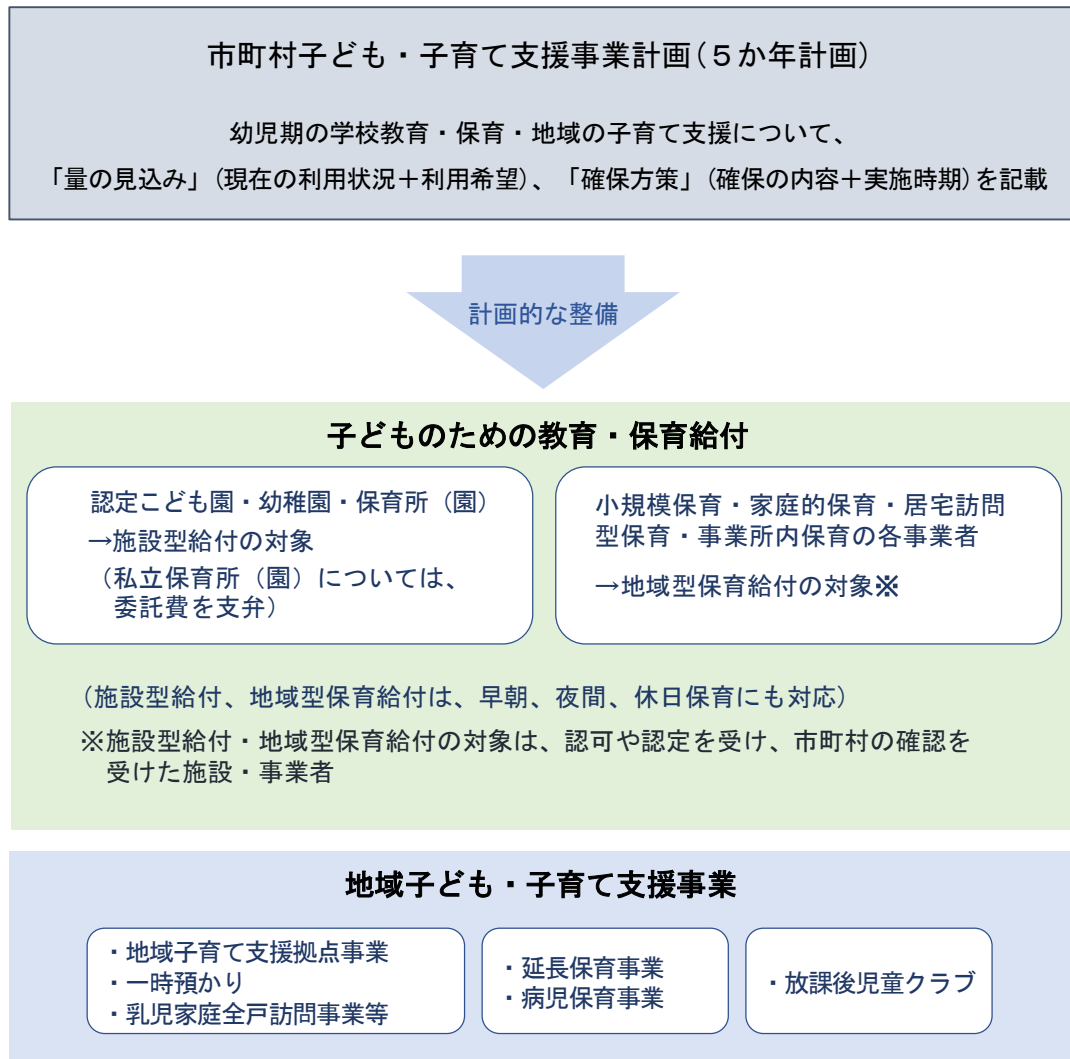 市町村子ども・子育て支援事業計画(５か年計画)
幼児期の学校教育・保育・地域の子育て支援について、
「量の見込み」(現在の利用状況＋利用希望)、「確保方策」(確保の内容＋実施時期)を記載
計画的な整備
子どものための教育・保育給付
認定こども園・幼稚園・保育所（園）
→施設型給付の対象
（私立保育所（園）については、
委託費を支弁）
小規模保育・家庭的保育・居宅訪問
型保育・事業所内保育の各事業者
→地域型保育給付の対象※
（施設型給付、地域型保育給付は、早朝、夜間、休日保育にも対応）
※施設型給付・地域型保育給付の対象は、認可や認定を受け、市町村の確認を
受けた施設・事業者
地域子ども・子育て支援事業
・地域子育て支援拠点事業
・一時預かり
・乳児家庭全戸訪問事業等
・延長保育事業
・病児保育事業
・放課後児童クラブ